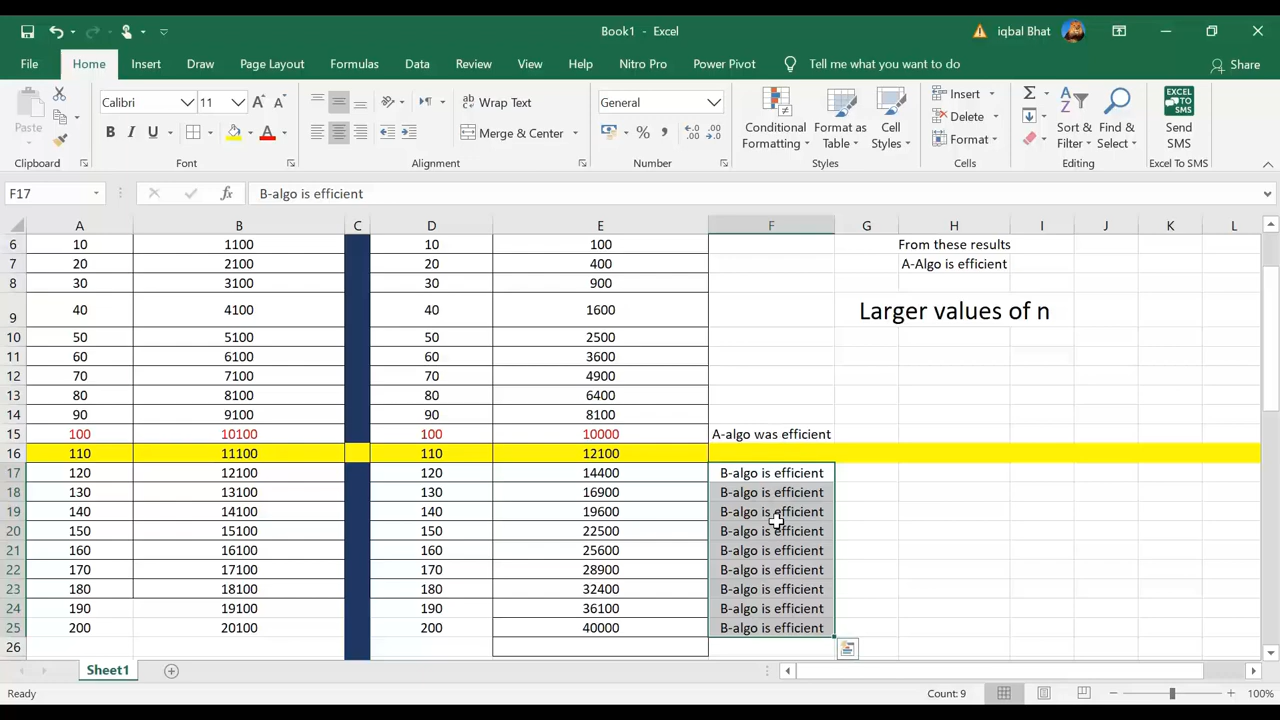 Book1 - Excel
iqbal Bhat
File Home Insert Draw Page Layout Formulas Data Review View Help Nitro Pro Power Pivot Tell me what you want to do Share
Paste
Calibri 11
Wrap Text
General
Conditional Formatting
Format as Table
Cell Styles
Insert
Delete
Format
Sort & Filter
Find & Select
Send SMS
B I U
Merge & Center
Clipboard Font Alignment Number Styles Cells Editing Excel To SMS
F17 fx B-algo is efficient
A B C D E F G H I J K L
6 10 1100 10 100 From these results
7 20 2100 20 400 A-Algo is efficient
8 30 3100 30 900
9 40 4100 40 1600 Larger values of n
10 50 5100 50 2500
11 60 6100 60 3600
12 70 7100 70 4900
13 80 8100 80 6400
14 90 9100 90 8100
15 100 10100 100 10000 A-algo was efficient
16 110 11100 110 12100
17 120 12100 120 14400 B-algo is efficient
18 130 13100 130 16900 B-algo is efficient
19 140 14100 140 19600 B-algo is efficient
20 150 15100 150 22500 B-algo is efficient
21 160 16100 160 25600 B-algo is efficient
22 170 17100 170 28900 B-algo is efficient
23 180 18100 180 32400 B-algo is efficient
24 190 19100 190 36100 B-algo is efficient
25 200 20100 200 40000 B-algo is efficient
26
Sheet1
Ready Count: 9 100%